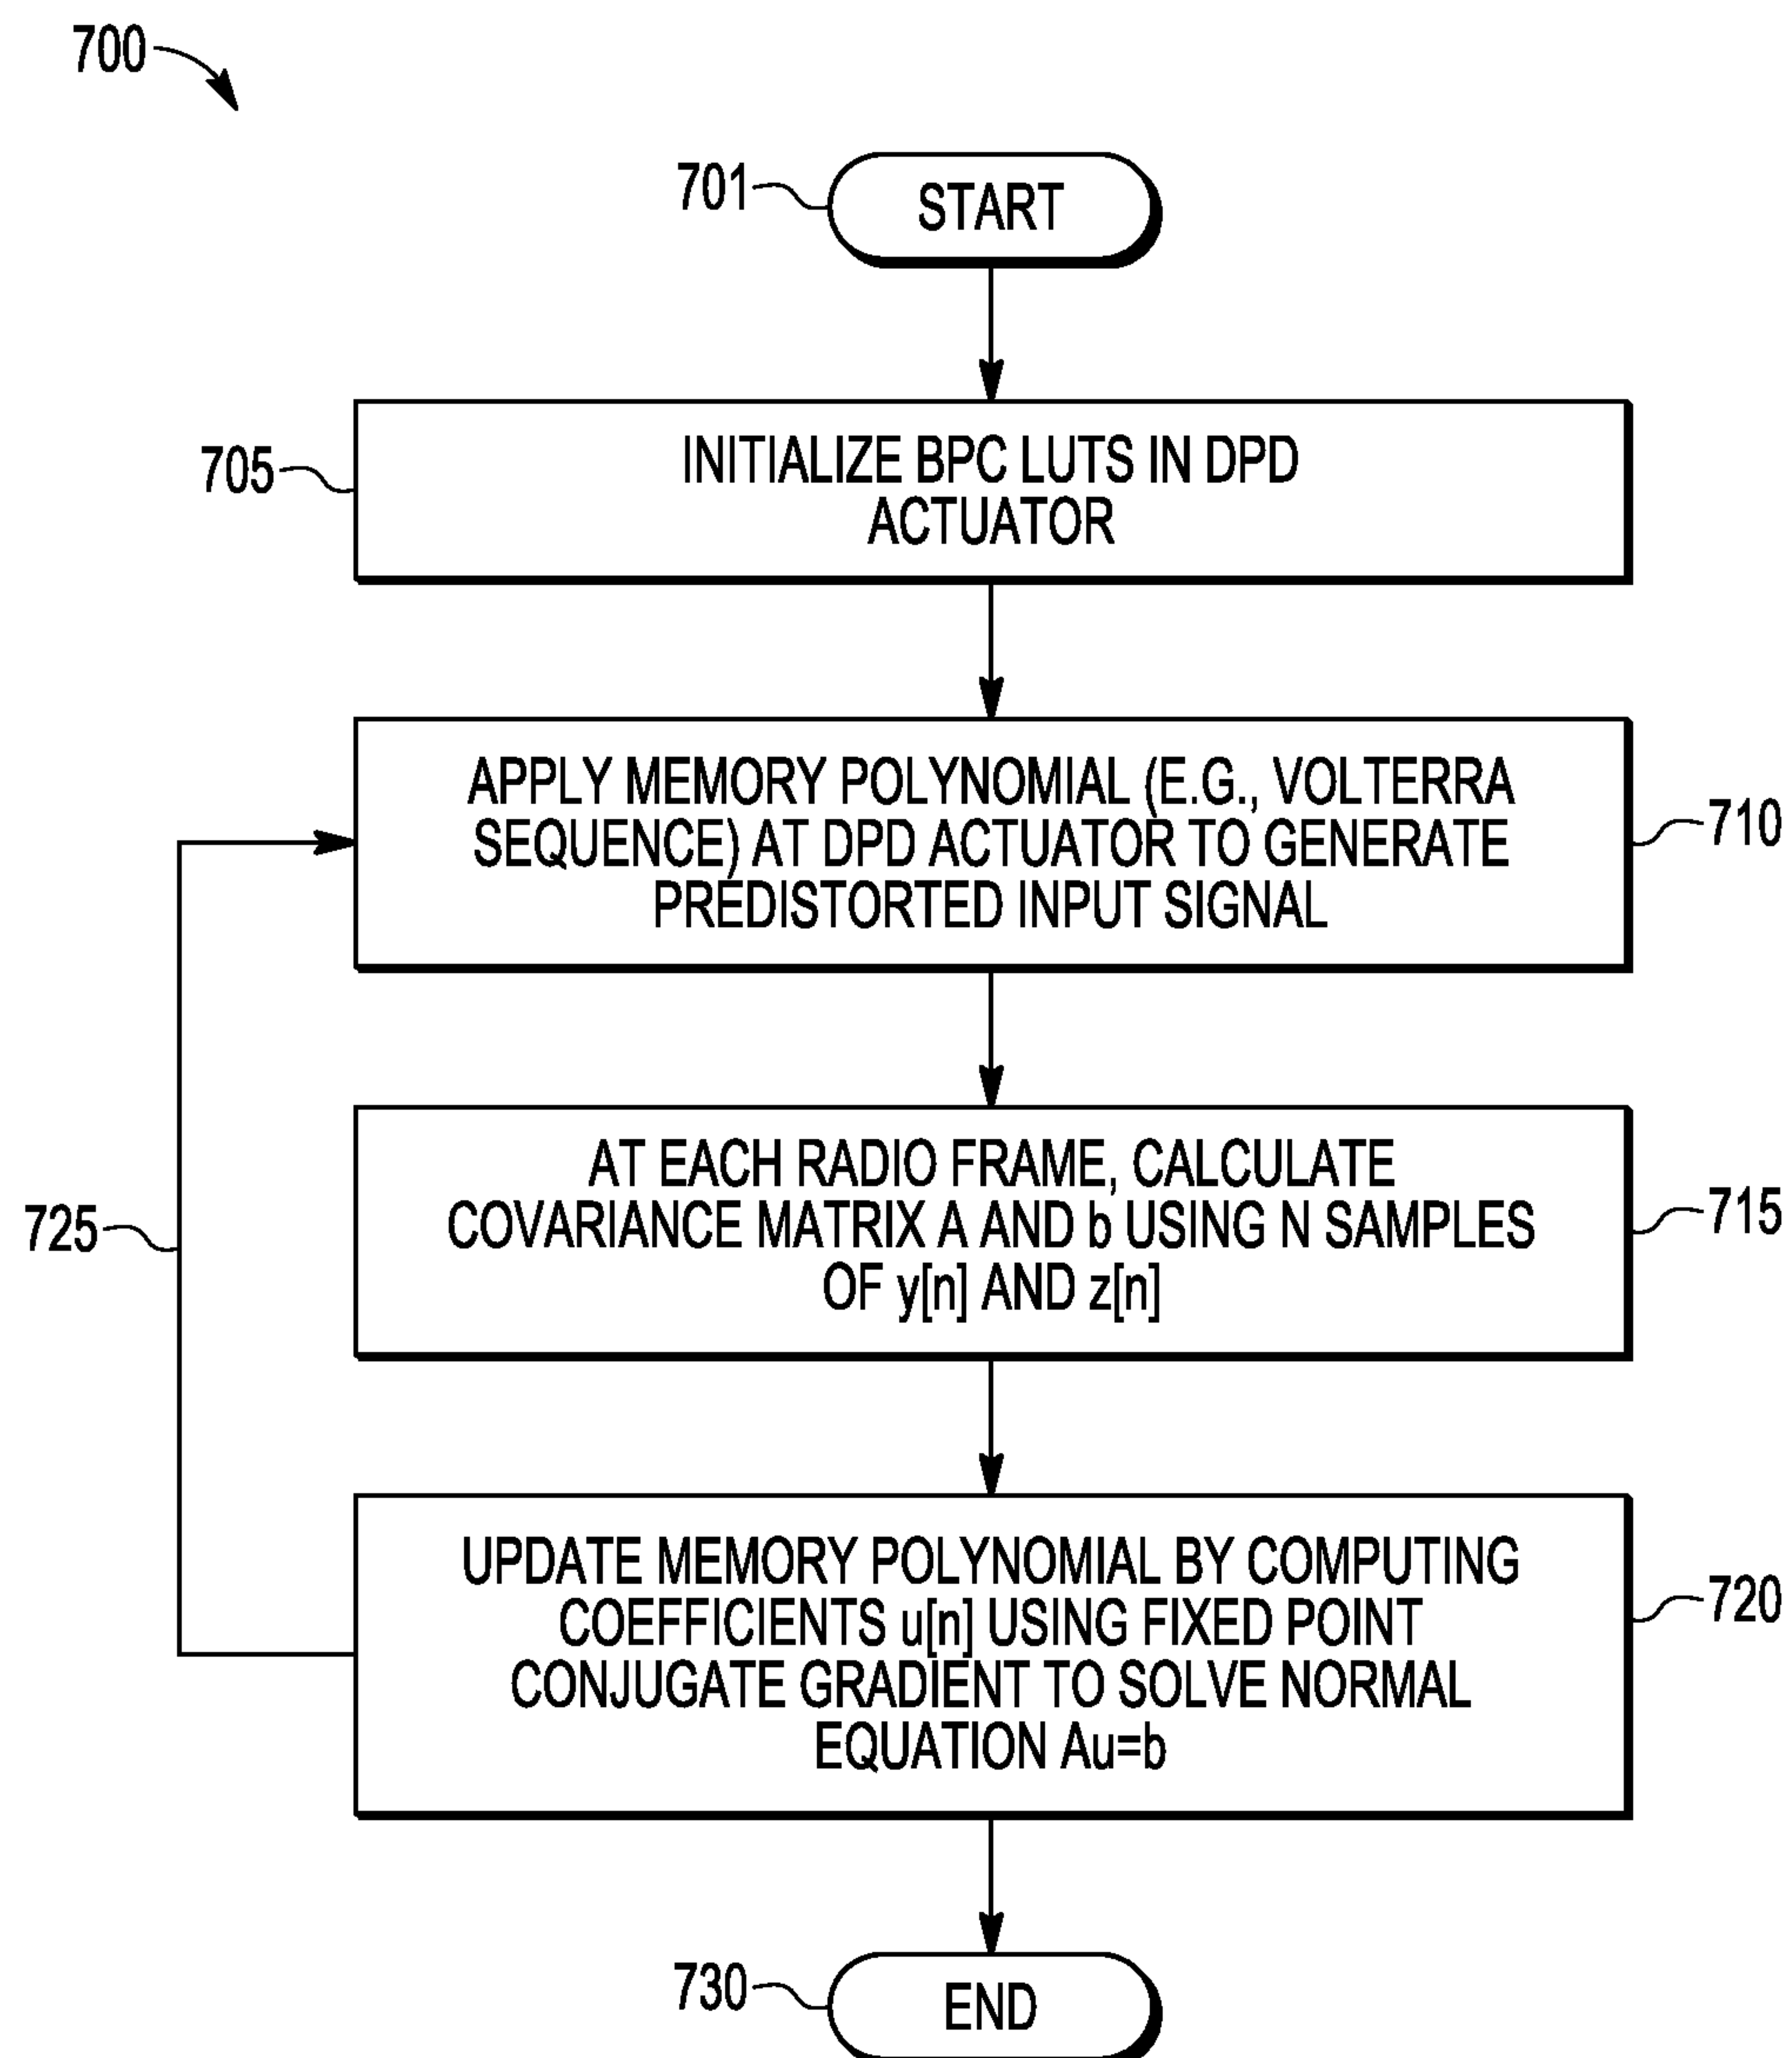 700
701
START
705
INITIALIZE BPC LUTS IN DPD
ACTUATOR
APPLY MEMORY POLYNOMIAL (E.G., VOLTERRA
SEQUENCE) AT DPD ACTUATOR TO GENERATE
PREDISTORTED INPUT SIGNAL
710
AT EACH RADIO FRAME, CALCULATE
COVARIANCE MATRIX A AND b USING N SAMPLES
OF y[n] AND z[n]
715
725
UPDATE MEMORY POLYNOMIAL BY COMPUTING
COEFFICIENTS u[n] USING FIXED POINT
CONJUGATE GRADIENT TO SOLVE NORMAL
EQUATION Au=b
720
730
END